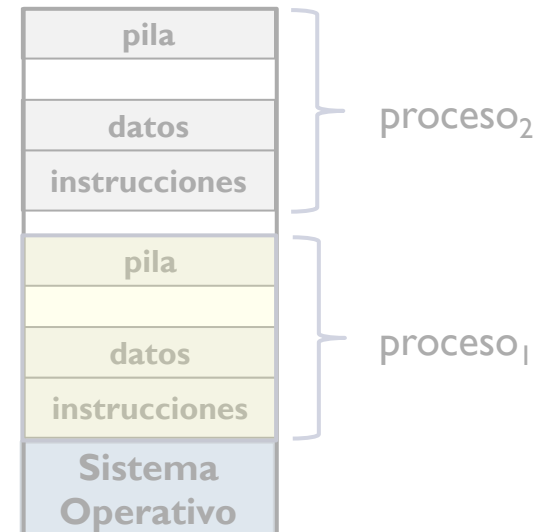 pila
datos
proceso₂
instrucciones
pila
datos
proceso₁
instrucciones
Sistema
Operativo